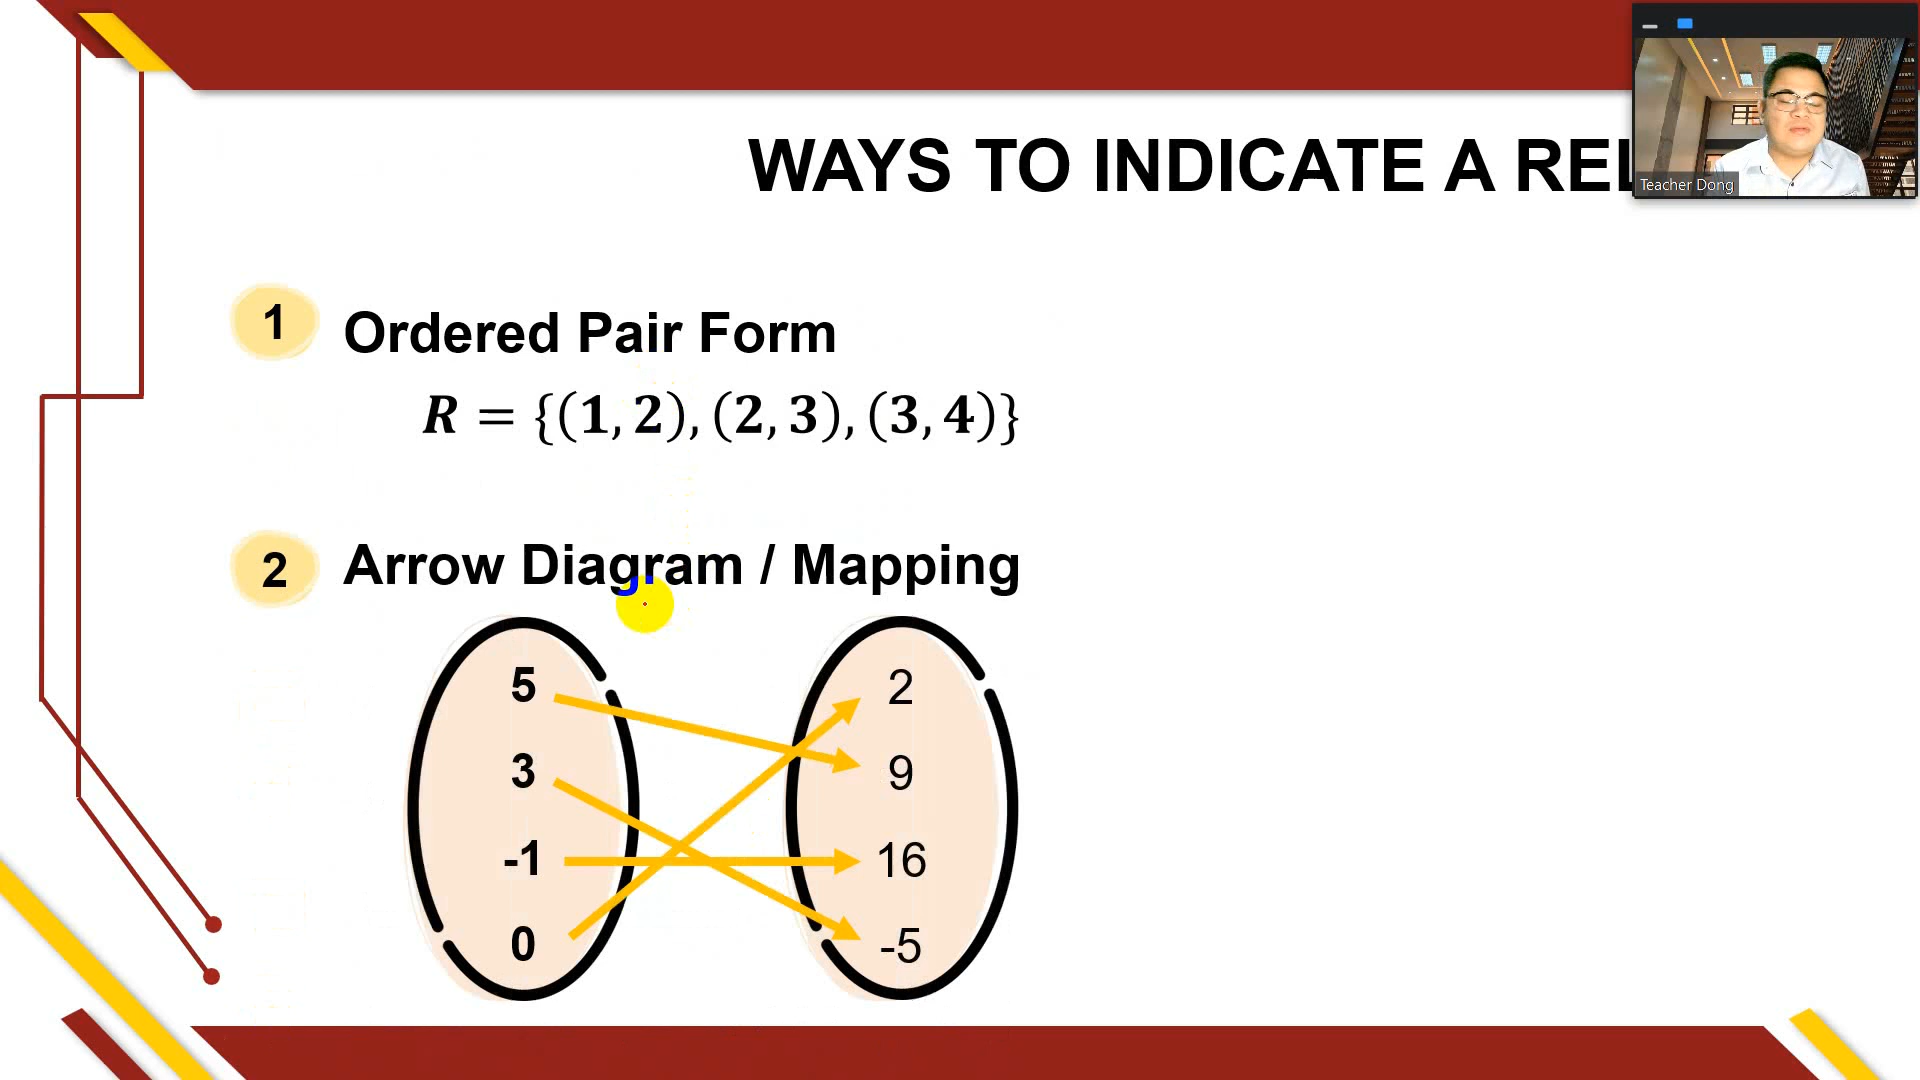 WAYS TO INDICATE A REL
Teacher Dong
1 Ordered Pair Form
R = {(1, 2), (2, 3), (3, 4)}
2 Arrow Diagram / Mapping
5 2
3 9
-1 16
0 -5